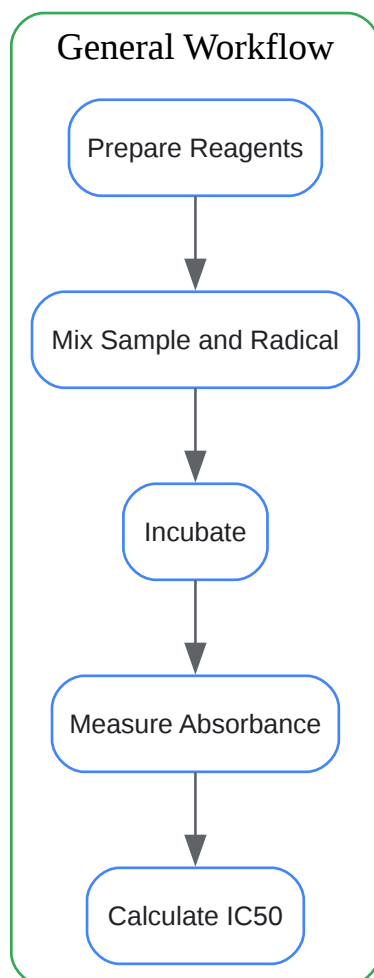 General Workflow
Prepare Reagents
Mix Sample and Radical
Incubate
Measure Absorbance
Calculate IC50